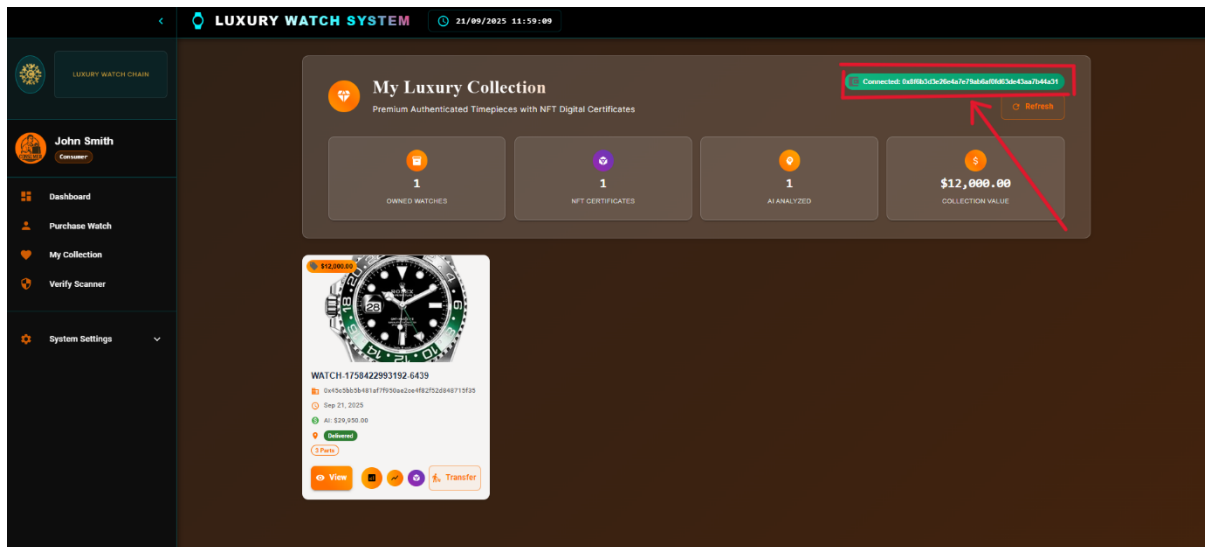 LUXURY WATCH SYSTEM
21/09/2025 11:59:09
LUXURY WATCH CHAIN
John Smith
Consumer
Dashboard
Purchase Watch
My Collection
Verify Scanner
System Settings
My Luxury Collection
Premium Authenticated Timepieces with NFT Digital Certificates
Refresh
1
OWNED WATCHES
1
NFT CERTIFICATES
1
AI ANALYZED
$12,000.00
COLLECTION VALUE
$12,000.00
ROLEX
28
WATCH-1758422993192-6439
Sep 21, 2025
AI: $29,950.00
Delivered
3 Parts
View
Transfer